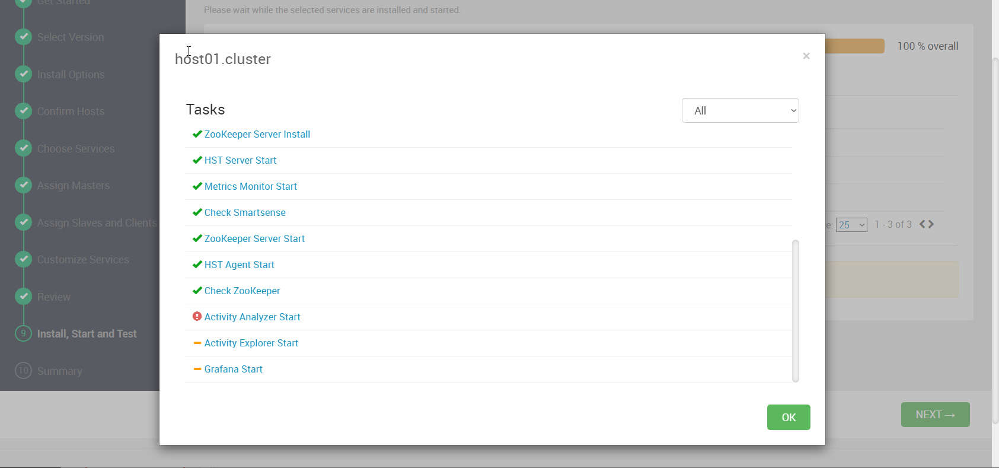 Get Started
Select Version
Install Options
Confirm Hosts
Choose Services
Assign Masters
Assign Slaves and Clients
Customize Services
Review
9 Install, Start and Test
10 Summary
Please wait while the selected services are installed and started.
100 % overall
host01.cluster
×
Tasks
All
ZooKeeper Server Install
HST Server Start
Metrics Monitor Start
Check Smartsense
ZooKeeper Server Start
HST Agent Start
Check ZooKeeper
Activity Analyzer Start
Activity Explorer Start
Grafana Start
OK
e: 25 1 - 3 of 3
NEXT →